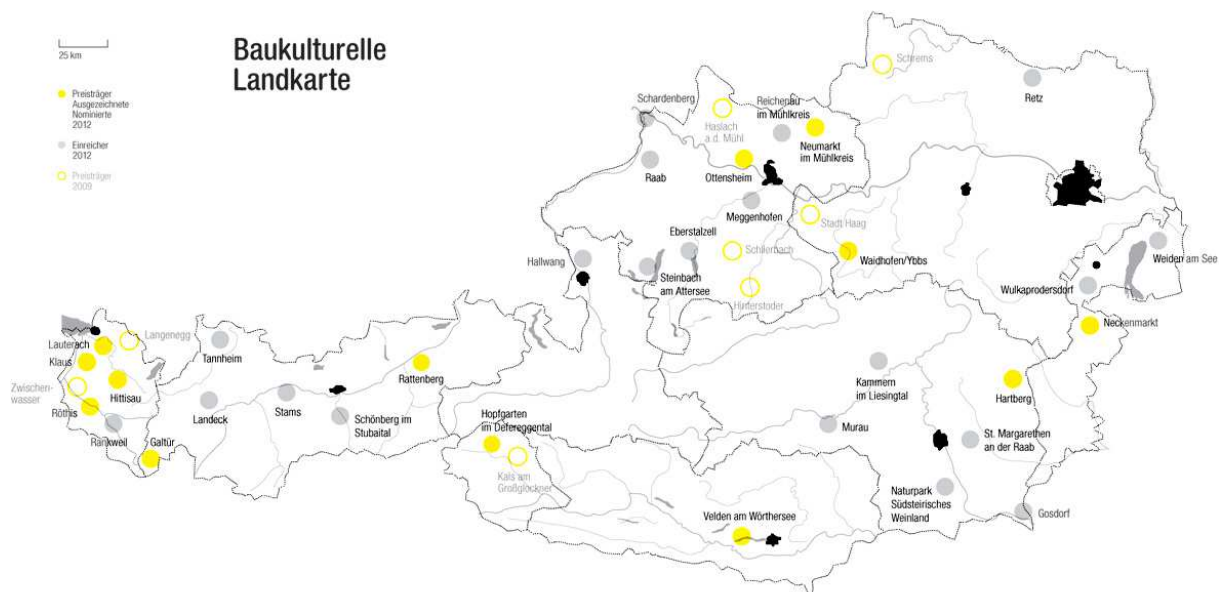 Baukulturelle
Landkarte
25 km
Preisträger
Ausgezeichnete
Nominierte
2012
Einreicher
2012
Preisträger
2009
Schrems
Retz
Schardenberg
Haslach
a.d. Mühl
Reichenau
im Mühlkreis
Neumarkt
im Mühlkreis
Raab
Ottensheim
Meggenhofen
Stadt Haag
Eberstalzell
Schlierbach
Waidhofen/Ybbs
Weiden am See
Hallwang
Steinbach
am Attersee
Hinterstoder
Wulkaprodersdorf
Neckenmarkt
Langenegg
Lauterach
Klaus
Tannheim
Zwischen-
wasser
Hittisau
Röthis
Rankweil
Galtür
Landeck
Stams
Schönberg im
Stubaital
Rattenberg
Hopfgarten
im Defereggental
Kals am
Großglockner
Kammern
im Liesingtal
Hartberg
Murau
St. Margarethen
an der Raab
Naturpark
Südsteirisches
Weinland
Gosdorf
Velden am Wörthersee